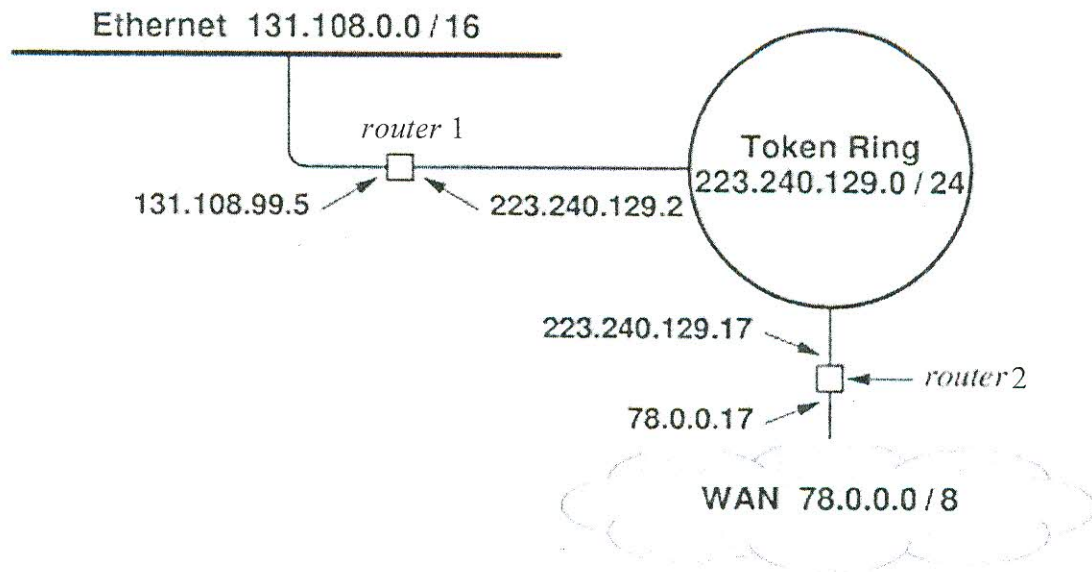 Ethernet 131.108.0.0 / 16
router 1
131.108.99.5
223.240.129.2
Token Ring
223.240.129.0 / 24
223.240.129.17
router 2
78.0.0.17
WAN 78.0.0.0 / 8